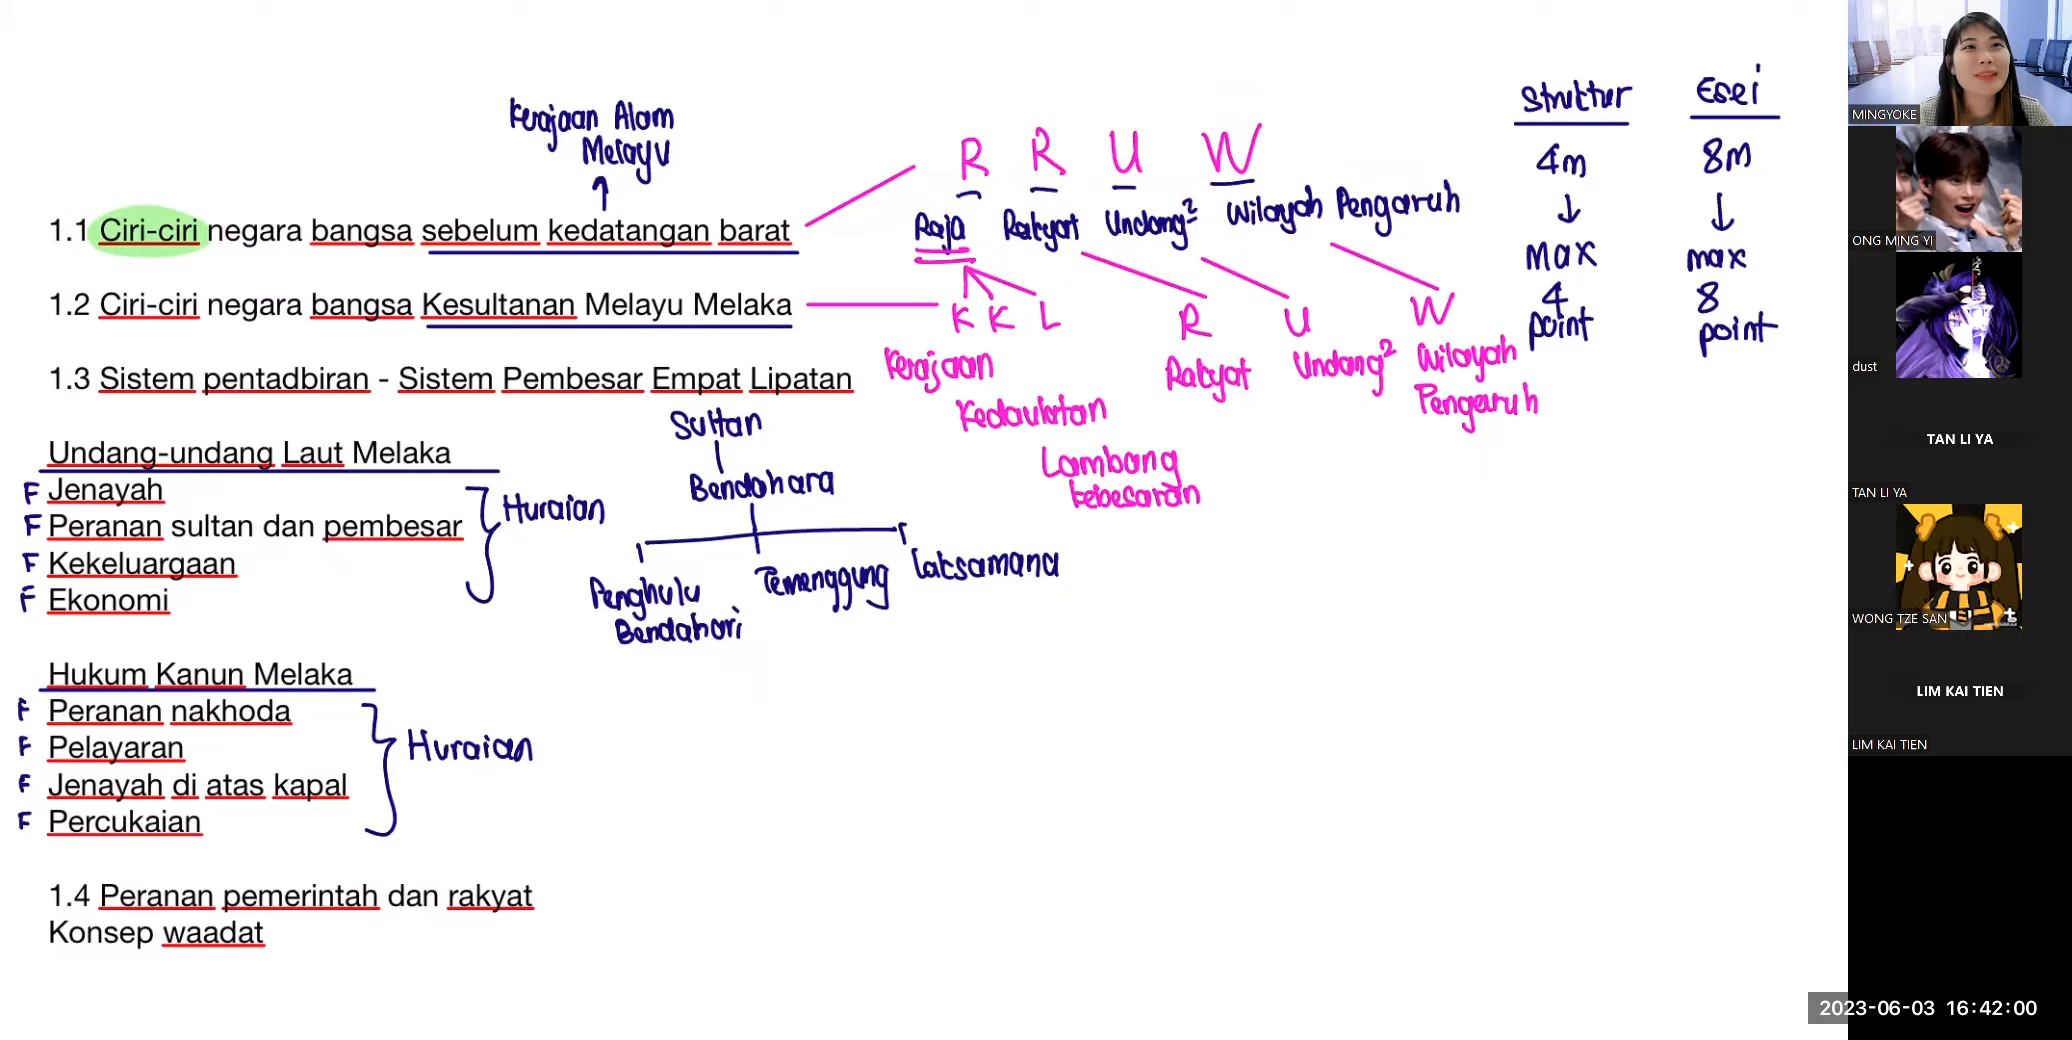 Kerajaan Alam
Melayu
1.1 Ciri-ciri negara bangsa sebelum kedatangan barat
1.2 Ciri-ciri negara bangsa Kesultanan Melayu Melaka
1.3 Sistem pentadbiran - Sistem Pembesar Empat Lipatan
Undang-undang Laut Melaka
F Jenayah
F Peranan sultan dan pembesar
F Kekeluargaan
F Ekonomi
Huraian
Hukum Kanun Melaka
F Peranan nakhoda
F Pelayaran
F Jenayah di atas kapal
F Percukaian
Huraian
1.4 Peranan pemerintah dan rakyat
Konsep waadat
Sultan
Bendahara
Penghulu
Bendahari
Temenggung
Laksamana
R R U W
Raja Rakyat Undang² Wilayah Pengaruh
K K L R U W
Kerajaan
Kedaulatan
Lambang
kebesaran
Rakyat
Undang²
Wilayah
Pengaruh
Struktur
4m
↓
max
4
point
Esei
8m
↓
max
8
point
MINGYOKE
ONG MING YI
dust
TAN LI YA
TAN LI YA
WONG TZE SAN
LIM KAI TIEN
LIM KAI TIEN
2023-06-03 16:42:00